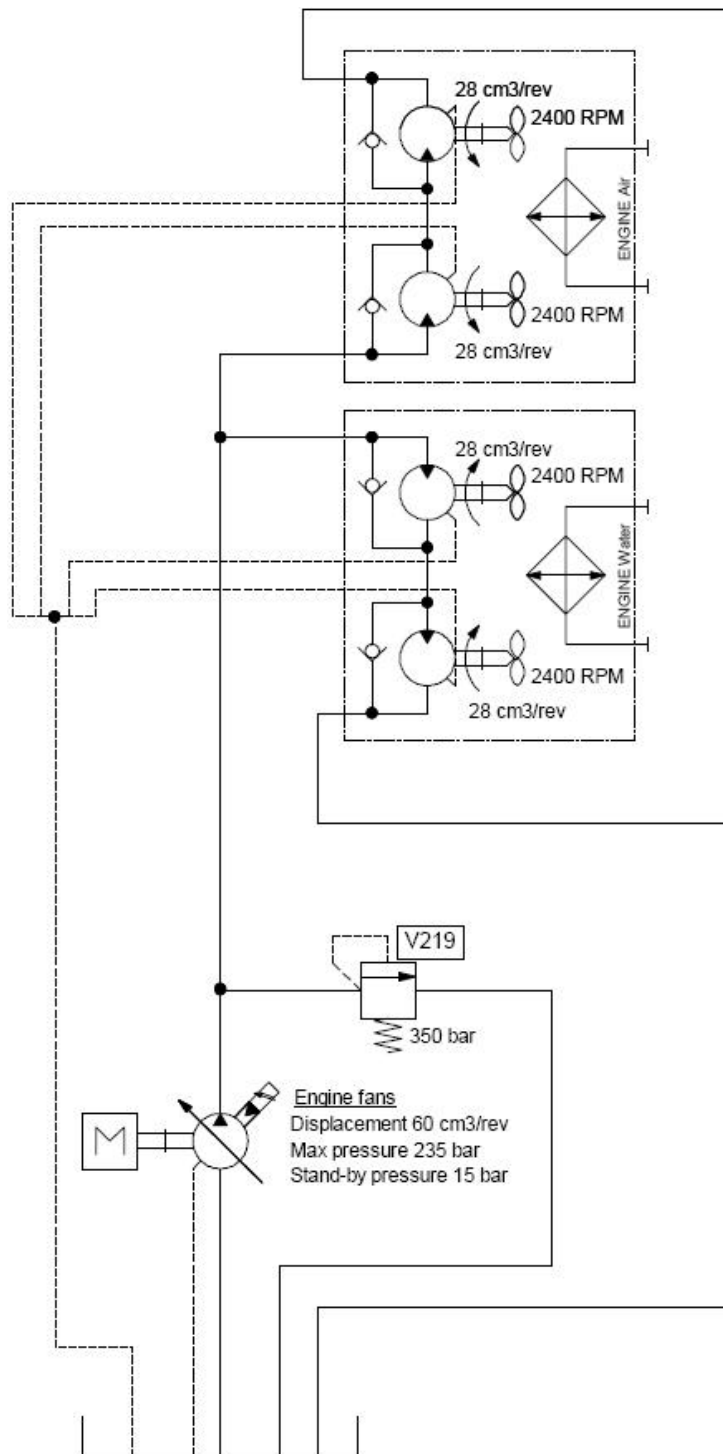 28 cm3/rev
2400 RPM
ENGINE Air
2400 RPM
28 cm3/rev
28 cm3/rev
2400 RPM
ENGINE Water
2400 RPM
28 cm3/rev
V219
350 bar
Engine fans
Displacement 60 cm3/rev
Max pressure 235 bar
Stand-by pressure 15 bar
M